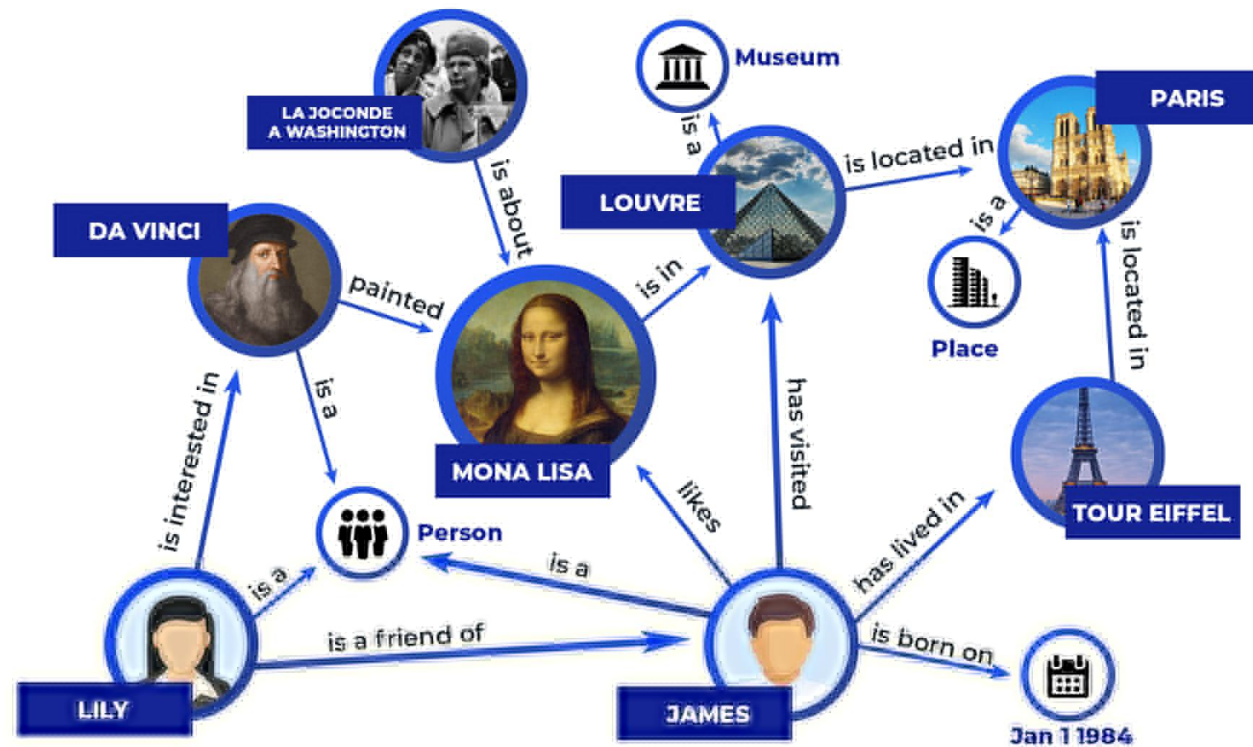 LA JOCONDE
A WASHINGTON
Museum
PARIS
is a
is located in
is about
LOUVRE
is a
DA VINCI
is located in
painted
is in
Place
is a
is interested in
has visited
MONA LISA
likes
TOUR EIFFEL
Person
has lived in
is a
is a
is a friend of
is born on
LILY
JAMES
Jan 1 1984